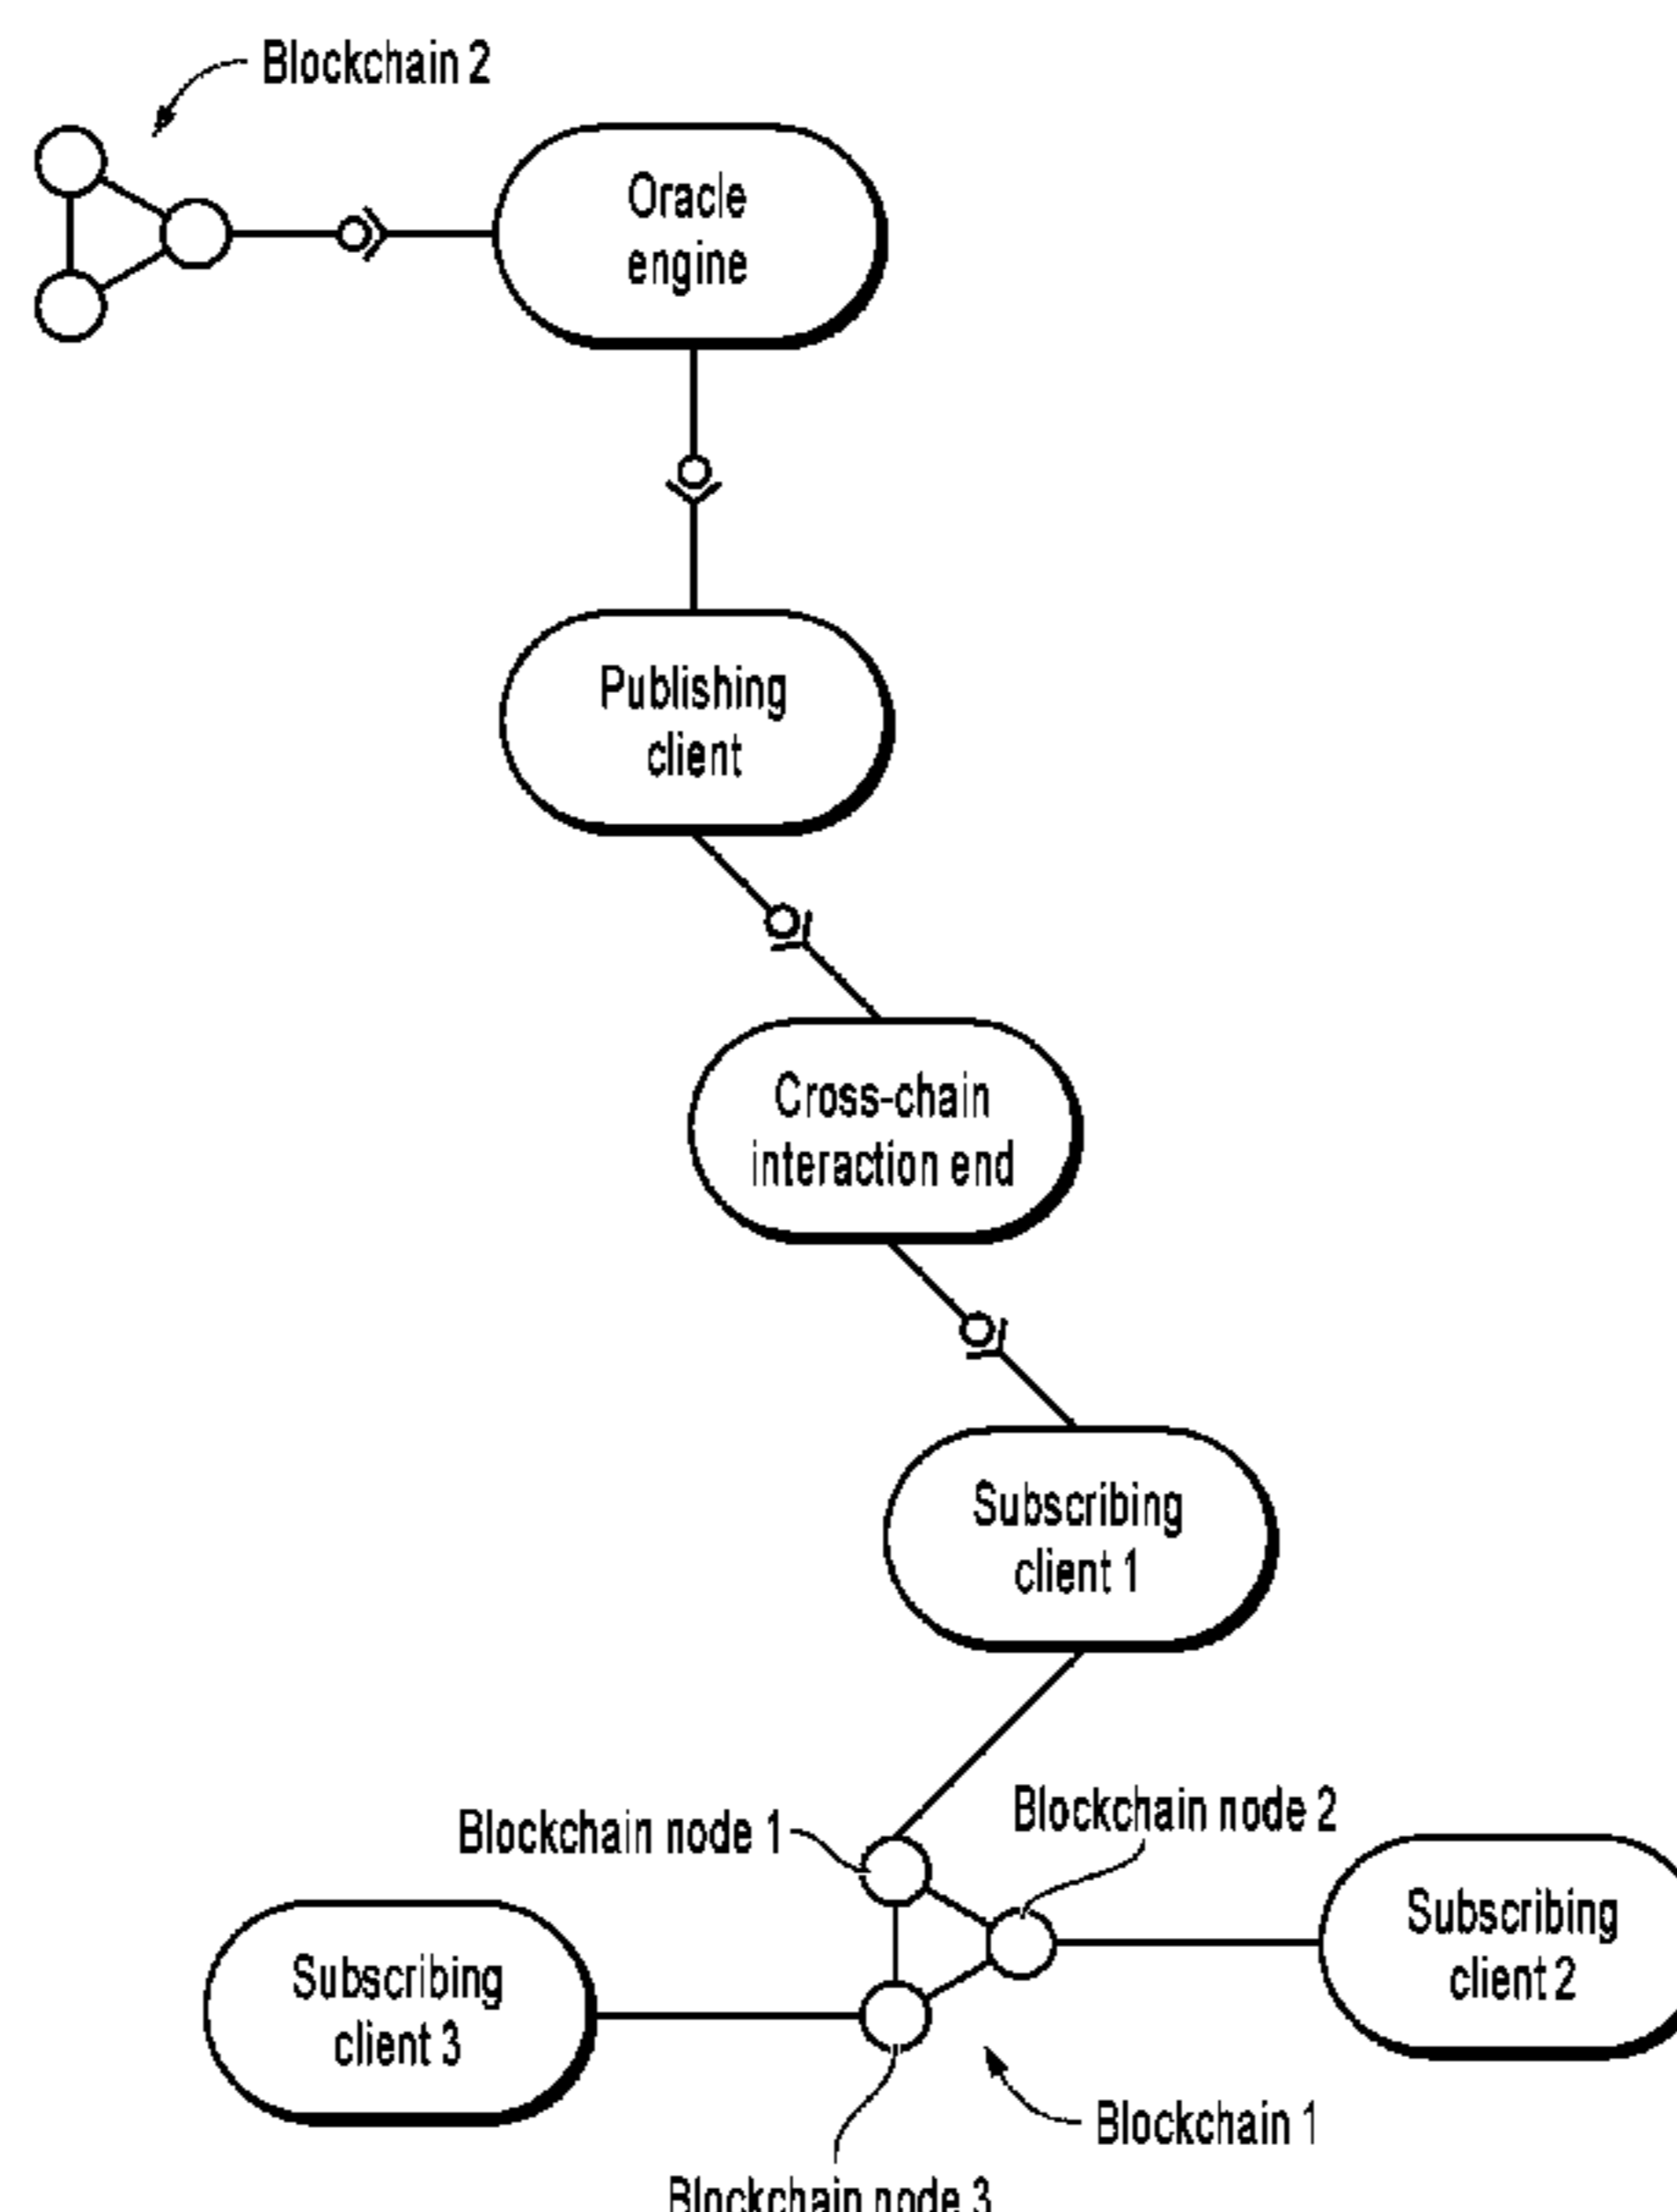 Blockchain 2
Oracle
engine
Publishing
client
Cross-chain
interaction end
Subscribing
client 1
Blockchain node 1
Blockchain node 2
Subscribing
client 2
Subscribing
client 3
Blockchain 1
Blockchain node 3